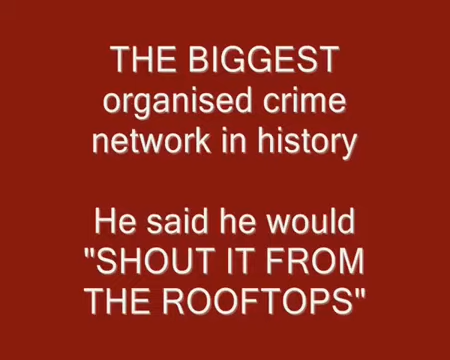 THE BIGGEST
organised crime
network in history
He said he would
"SHOUT IT FROM
THE ROOFTOPS"